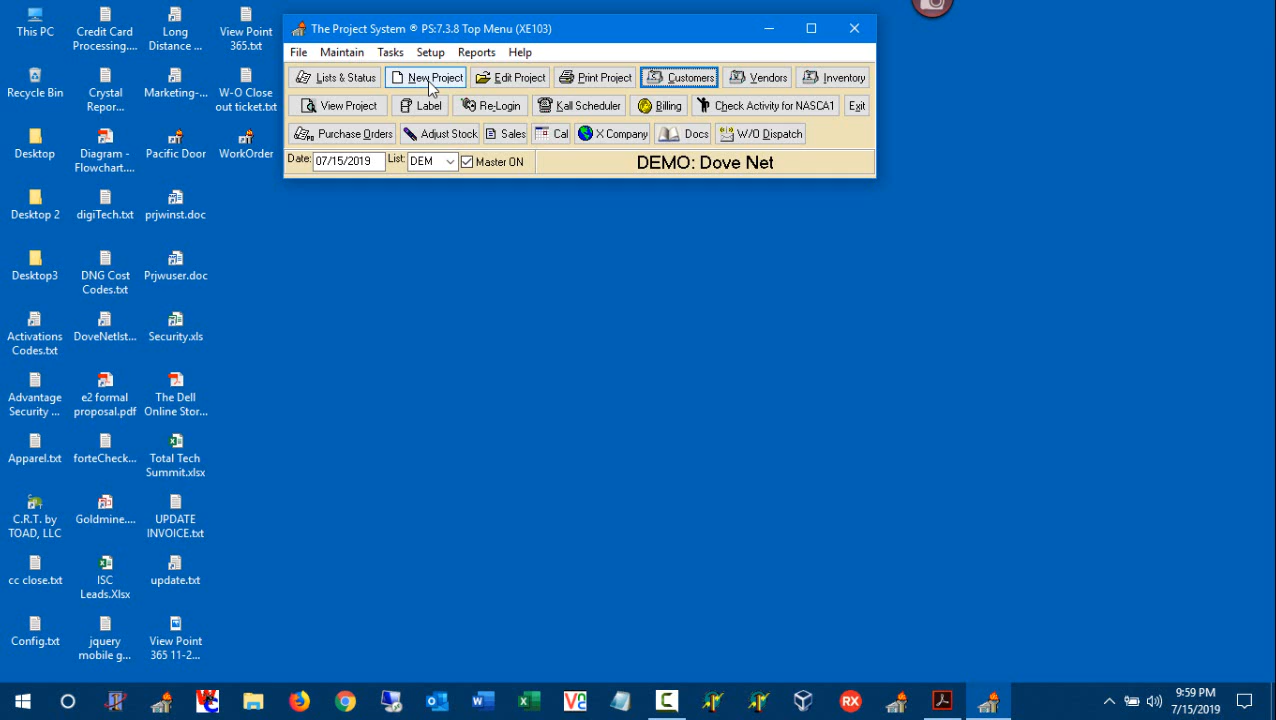 The Project System ® PS:7.3.8 Top Menu (XE103)
File Maintain Tasks Setup Reports Help
Lists & Status New Project Edit Project Print Project Customers Vendors Inventory
View Project Label Re-Login Kall Scheduler Billing Check Activity for NASCA1 Exit
Purchase Orders Adjust Stock Sales Cal X Company Docs W/O Dispatch
Date: 07/15/2019 List: DEM Master ON DEMO: Dove Net
This PC
Credit Card
Processing....
Long
Distance ...
View Point
365.txt
Recycle Bin
Crystal
Repor...
Marketing-...
W-O Close
out ticket.txt
Desktop
Diagram -
Flowchart....
Pacific Door
WorkOrder
Desktop 2
digiTech.txt
prjwinst.doc
Desktop3
DNG Cost
Codes.txt
Prjwuser.doc
Activations
Codes.txt
DoveNetIst...
Security.xls
Advantage
Security ...
e2 formal
proposal.pdf
The Dell
Online Stor...
Apparel.txt
forteCheck...
Total Tech
Summit.xlsx
C.R.T. by
TOAD, LLC
Goldmine....
UPDATE
INVOICE.txt
cc close.txt
ISC
Leads.Xlsx
update.txt
Config.txt
jquery
mobile g...
View Point
365 11-2...
9:59 PM
7/15/2019